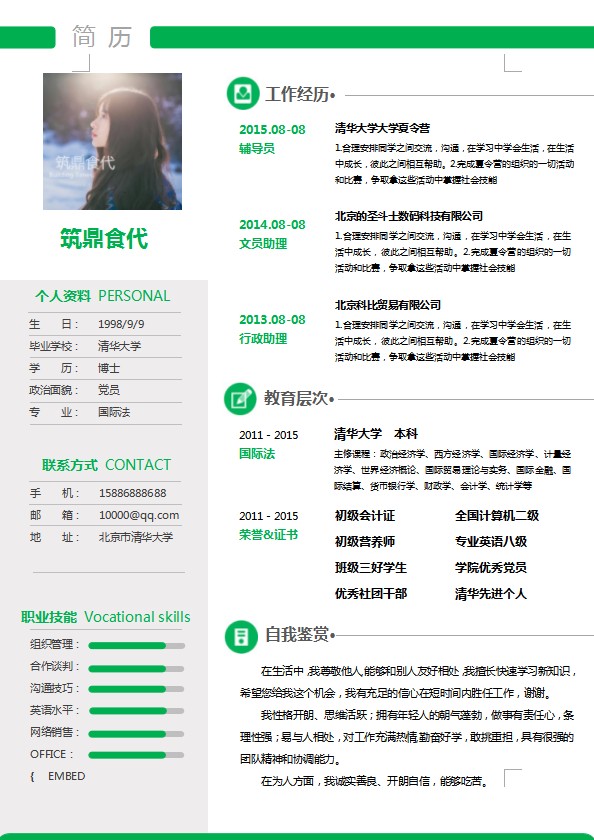 简 历
筑鼎食代
筑鼎食代
个人资料 PERSONAL
生 日： 1998/9/9
毕业学校： 清华大学
学 历： 博士
政治面貌： 党员
专 业： 国际法
联系方式 CONTACT
手 机： 15886888688
邮 箱： 10000@qq.com
地 址： 北京市清华大学
职业技能 Vocational skills
组织管理：
合作谈判：
沟通技巧：
英语水平：
网络销售：
OFFICE：
{ EMBED
工作经历
2015.08-08 清华大学大学夏令营
辅导员
1.合理安排同学之间交流，沟通，在学习中学会生活，在生活
中成长，彼此之间相互帮助。2.完成夏令营的组织的一切活动
和比赛，争取拿这些活动中掌握社会技能
2014.08-08 北京的圣斗士数码科技有限公司
文员助理
1.合理安排同学之间交流，沟通，在学习中学会生活，在生
活中成长，彼此之间相互帮助。2.完成夏令营的组织的一切
活动和比赛，争取拿这些活动中掌握社会技能
2013.08-08 北京科比贸易有限公司
行政助理
1.合理安排同学之间交流，沟通，在学习中学会生活，在生
活中成长，彼此之间相互帮助。2.完成夏令营的组织的一切
活动和比赛，争取拿这些活动中掌握社会技能
教育层次
2011 - 2015 清华大学 本科
国际法
主修课程：政治经济学、西方经济学、国际经济学、计量经
济学、世界经济概论、国际贸易理论与实务、国际金融、国
际结算、货币银行学、财政学、会计学、统计学等
2011 - 2015 初级会计证 全国计算机二级
荣誉&证书 初级营养师 专业英语八级
班级三好学生 学院优秀党员
优秀社团干部 清华先进个人
自我鉴赏
在生活中,我尊敬他人,能够和别人友好相处,我擅长快速学习新知识，
希望您给我这个机会，我有充足的信心在短时间内胜任工作，谢谢。
我性格开朗、思维活跃；拥有年轻人的朝气蓬勃，做事有责任心，条
理性强；易与人相处，对工作充满热情,勤奋好学，敢挑重担，具有很强的
团队精神和协调能力。
在为人方面，我诚实善良、开朗自信，能够吃苦。